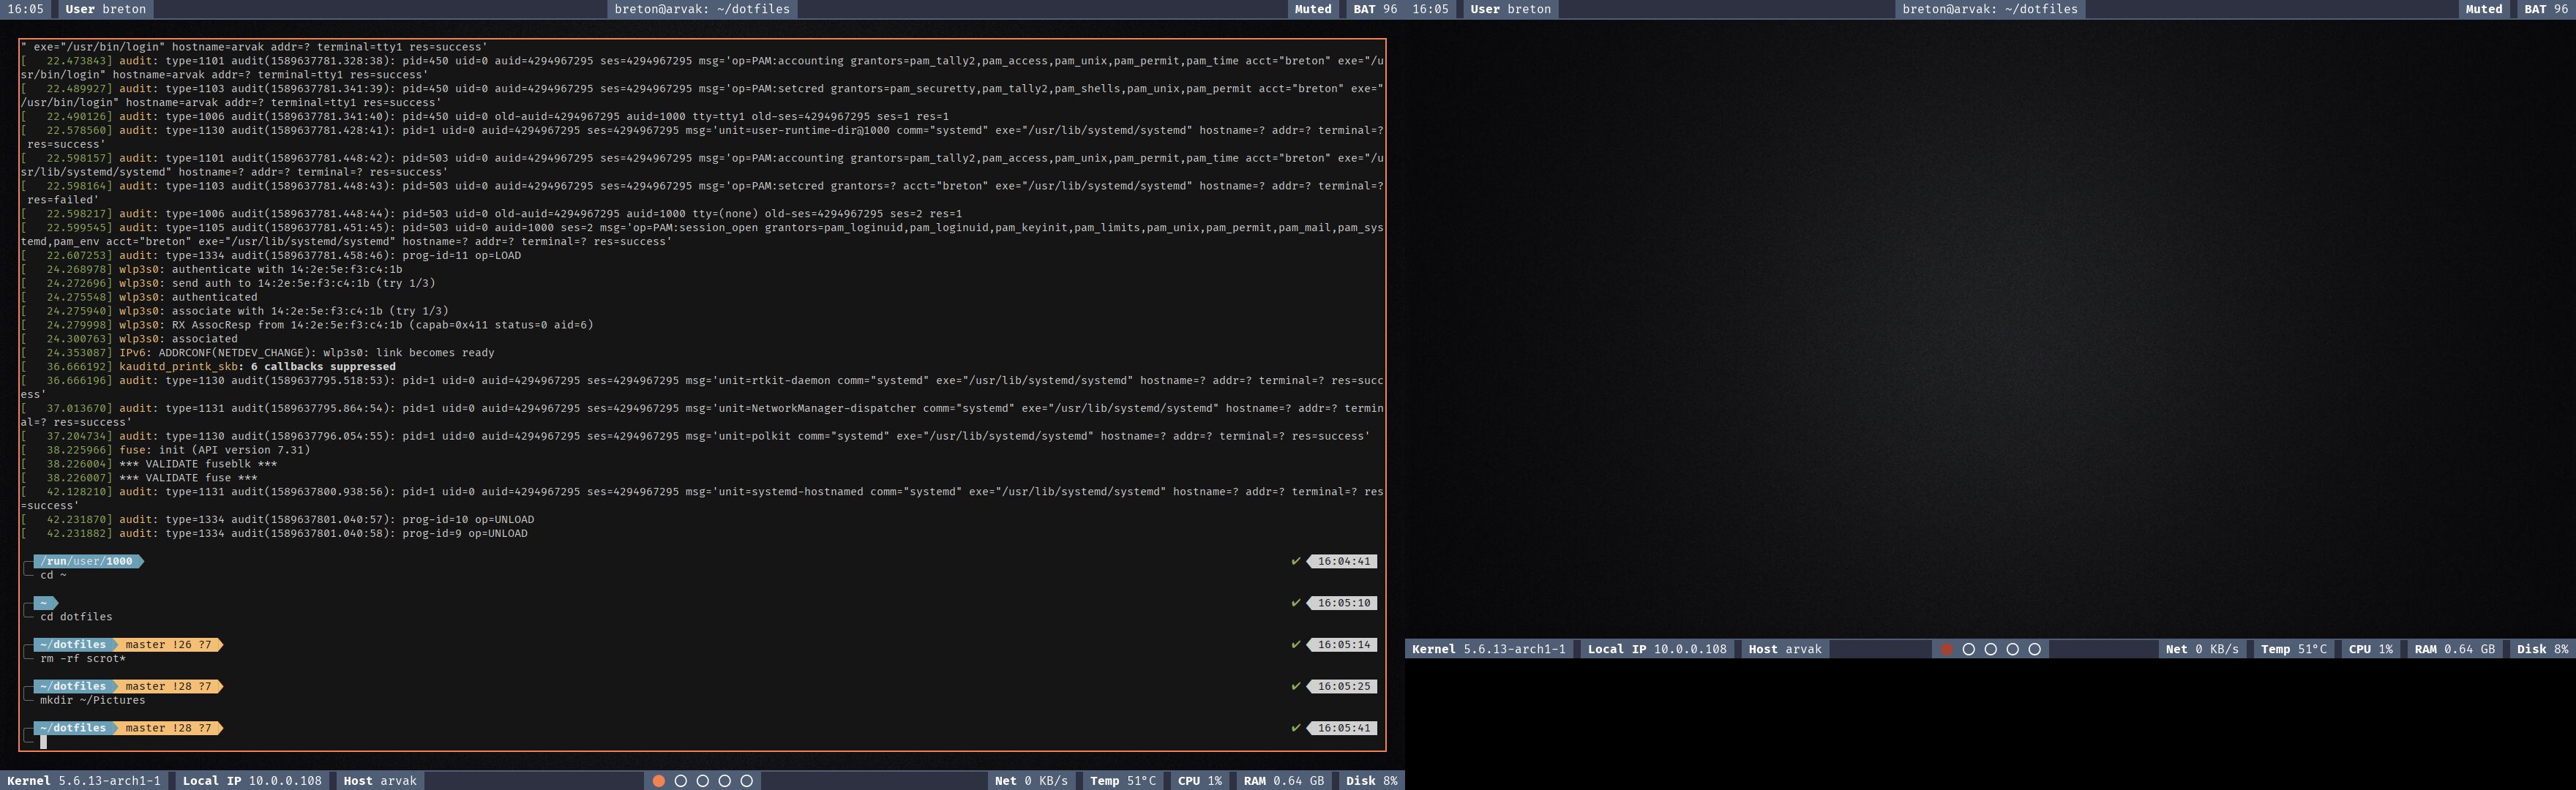 16:05 User breton breton@arvak: ~/dotfiles Muted BAT 96 16:05 User breton breton@arvak: ~/dotfiles Muted BAT 96
" exe="/usr/bin/login" hostname=arvak addr=? terminal=tty1 res=success'
[   22.473843] audit: type=1101 audit(1589637781.328:38): pid=450 uid=0 auid=4294967295 ses=4294967295 msg='op=PAM:accounting grantors=pam_tally2,pam_access,pam_unix,pam_permit,pam_time acct="breton" exe="/u
sr/bin/login" hostname=arvak addr=? terminal=tty1 res=success'
[   22.489927] audit: type=1103 audit(1589637781.341:39): pid=450 uid=0 auid=4294967295 ses=4294967295 msg='op=PAM:setcred grantors=pam_securetty,pam_tally2,pam_shells,pam_unix,pam_permit acct="breton" exe="
/usr/bin/login" hostname=arvak addr=? terminal=tty1 res=success'
[   22.490126] audit: type=1006 audit(1589637781.341:40): pid=450 uid=0 old-auid=4294967295 auid=1000 tty=tty1 old-ses=4294967295 ses=1 res=1
[   22.578560] audit: type=1130 audit(1589637781.428:41): pid=1 uid=0 auid=4294967295 ses=4294967295 msg='unit=user-runtime-dir@1000 comm="systemd" exe="/usr/lib/systemd/systemd" hostname=? addr=? terminal=?
res=success'
[   22.598157] audit: type=1101 audit(1589637781.448:42): pid=503 uid=0 auid=4294967295 ses=4294967295 msg='op=PAM:accounting grantors=pam_tally2,pam_access,pam_unix,pam_permit,pam_time acct="breton" exe="/u
sr/lib/systemd/systemd" hostname=? addr=? terminal=? res=success'
[   22.598164] audit: type=1103 audit(1589637781.448:43): pid=503 uid=0 auid=4294967295 ses=4294967295 msg='op=PAM:setcred grantors=? acct="breton" exe="/usr/lib/systemd/systemd" hostname=? addr=? terminal=?
res=failed'
[   22.598217] audit: type=1006 audit(1589637781.448:44): pid=503 uid=0 old-auid=4294967295 auid=1000 tty=(none) old-ses=4294967295 ses=2 res=1
[   22.599545] audit: type=1105 audit(1589637781.451:45): pid=503 uid=0 auid=1000 ses=2 msg='op=PAM:session_open grantors=pam_loginuid,pam_loginuid,pam_keyinit,pam_limits,pam_unix,pam_permit,pam_mail,pam_sys
temd,pam_env acct="breton" exe="/usr/lib/systemd/systemd" hostname=? addr=? terminal=? res=success'
[   22.607253] audit: type=1334 audit(1589637781.458:46): prog-id=11 op=LOAD
[   24.268978] wlp3s0: authenticate with 14:2e:5e:f3:c4:1b
[   24.272696] wlp3s0: send auth to 14:2e:5e:f3:c4:1b (try 1/3)
[   24.275548] wlp3s0: authenticated
[   24.275940] wlp3s0: associate with 14:2e:5e:f3:c4:1b (try 1/3)
[   24.279998] wlp3s0: RX AssocResp from 14:2e:5e:f3:c4:1b (capab=0x411 status=0 aid=6)
[   24.300763] wlp3s0: associated
[   24.353087] IPv6: ADDRCONF(NETDEV_CHANGE): wlp3s0: link becomes ready
[   36.666192] kauditd_printk_skb: 6 callbacks suppressed
[   36.666196] audit: type=1130 audit(1589637795.518:53): pid=1 uid=0 auid=4294967295 ses=4294967295 msg='unit=rtkit-daemon comm="systemd" exe="/usr/lib/systemd/systemd" hostname=? addr=? terminal=? res=succ
ess'
[   37.013670] audit: type=1131 audit(1589637795.864:54): pid=1 uid=0 auid=4294967295 ses=4294967295 msg='unit=NetworkManager-dispatcher comm="systemd" exe="/usr/lib/systemd/systemd" hostname=? addr=? termin
al=? res=success'
[   37.204734] audit: type=1130 audit(1589637796.054:55): pid=1 uid=0 auid=4294967295 ses=4294967295 msg='unit=polkit comm="systemd" exe="/usr/lib/systemd/systemd" hostname=? addr=? terminal=? res=success'
[   38.225966] fuse: init (API version 7.31)
[   38.226004] *** VALIDATE fuseblk ***
[   38.226007] *** VALIDATE fuse ***
[   42.128210] audit: type=1131 audit(1589637800.938:56): pid=1 uid=0 auid=4294967295 ses=4294967295 msg='unit=systemd-hostnamed comm="systemd" exe="/usr/lib/systemd/systemd" hostname=? addr=? terminal=? res
=success'
[   42.231870] audit: type=1334 audit(1589637801.040:57): prog-id=10 op=UNLOAD
[   42.231882] audit: type=1334 audit(1589637801.040:58): prog-id=9 op=UNLOAD
/run/user/1000 ✔ 16:04:41
cd ~
~ ✔ 16:05:10
cd dotfiles
~/dotfiles master !26 ?7 ✔ 16:05:14
rm -rf scrot*
~/dotfiles master !28 ?7 ✔ 16:05:25
mkdir ~/Pictures
~/dotfiles master !28 ?7 ✔ 16:05:41
Kernel 5.6.13-arch1-1 Local IP 10.0.0.108 Host arvak Net 0 KB/s Temp 51°C CPU 1% RAM 0.64 GB Disk 8%
Kernel 5.6.13-arch1-1 Local IP 10.0.0.108 Host arvak Net 0 KB/s Temp 51°C CPU 1% RAM 0.64 GB Disk 8%